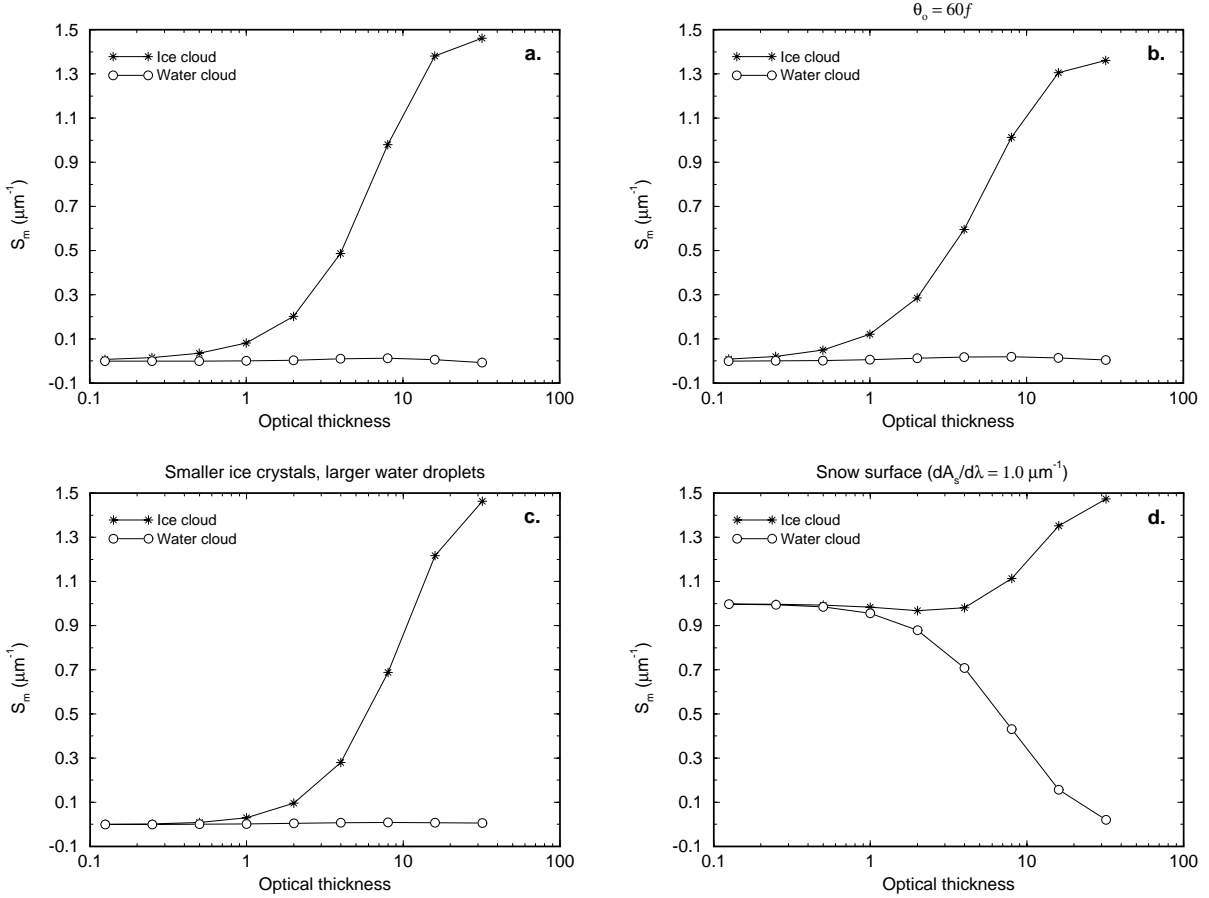 a.
Ice cloud
Water cloud
1.5
1.3
1.1
0.9
0.7
0.5
0.3
0.1
-0.1
S_m (μm^-1)
0.1 1 10 100
Optical thickness
θ_o = 60f
b.
Ice cloud
Water cloud
1.5
1.3
1.1
0.9
0.7
0.5
0.3
0.1
-0.1
S_m (μm^-1)
0.1 1 10 100
Optical thickness
Smaller ice crystals, larger water droplets
c.
Ice cloud
Water cloud
1.5
1.3
1.1
0.9
0.7
0.5
0.3
0.1
-0.1
S_m (μm^-1)
0.1 1 10 100
Optical thickness
Snow surface (dA_s/dλ = 1.0 μm^-1)
d.
Ice cloud
Water cloud
1.5
1.3
1.1
0.9
0.7
0.5
0.3
0.1
-0.1
S_m (μm^-1)
0.1 1 10 100
Optical thickness